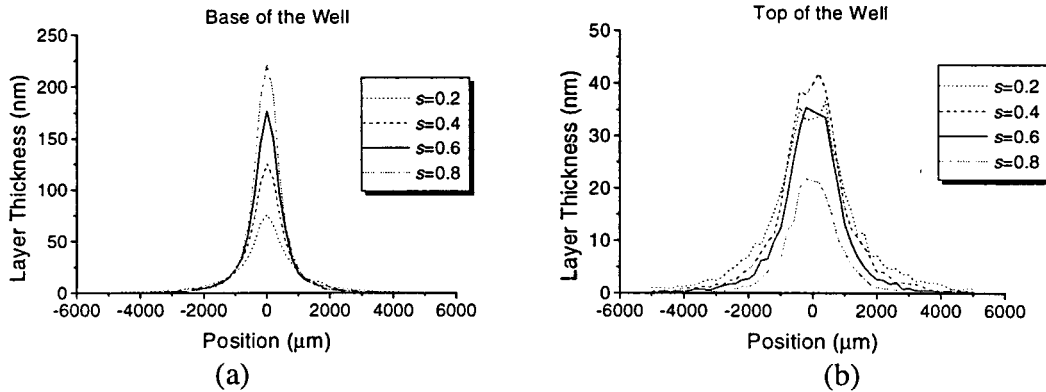 Base of the Well
Layer Thickness (nm)
250
200
150
100
50
0
-6000 -4000 -2000 0 2000 4000 6000
Position (μm)
s=0.2
s=0.4
s=0.6
s=0.8
(a)
Top of the Well
Layer Thickness (nm)
50
40
30
20
10
0
-6000 -4000 -2000 0 2000 4000 6000
Position (μm)
s=0.2
s=0.4
s=0.6
s=0.8
(b)